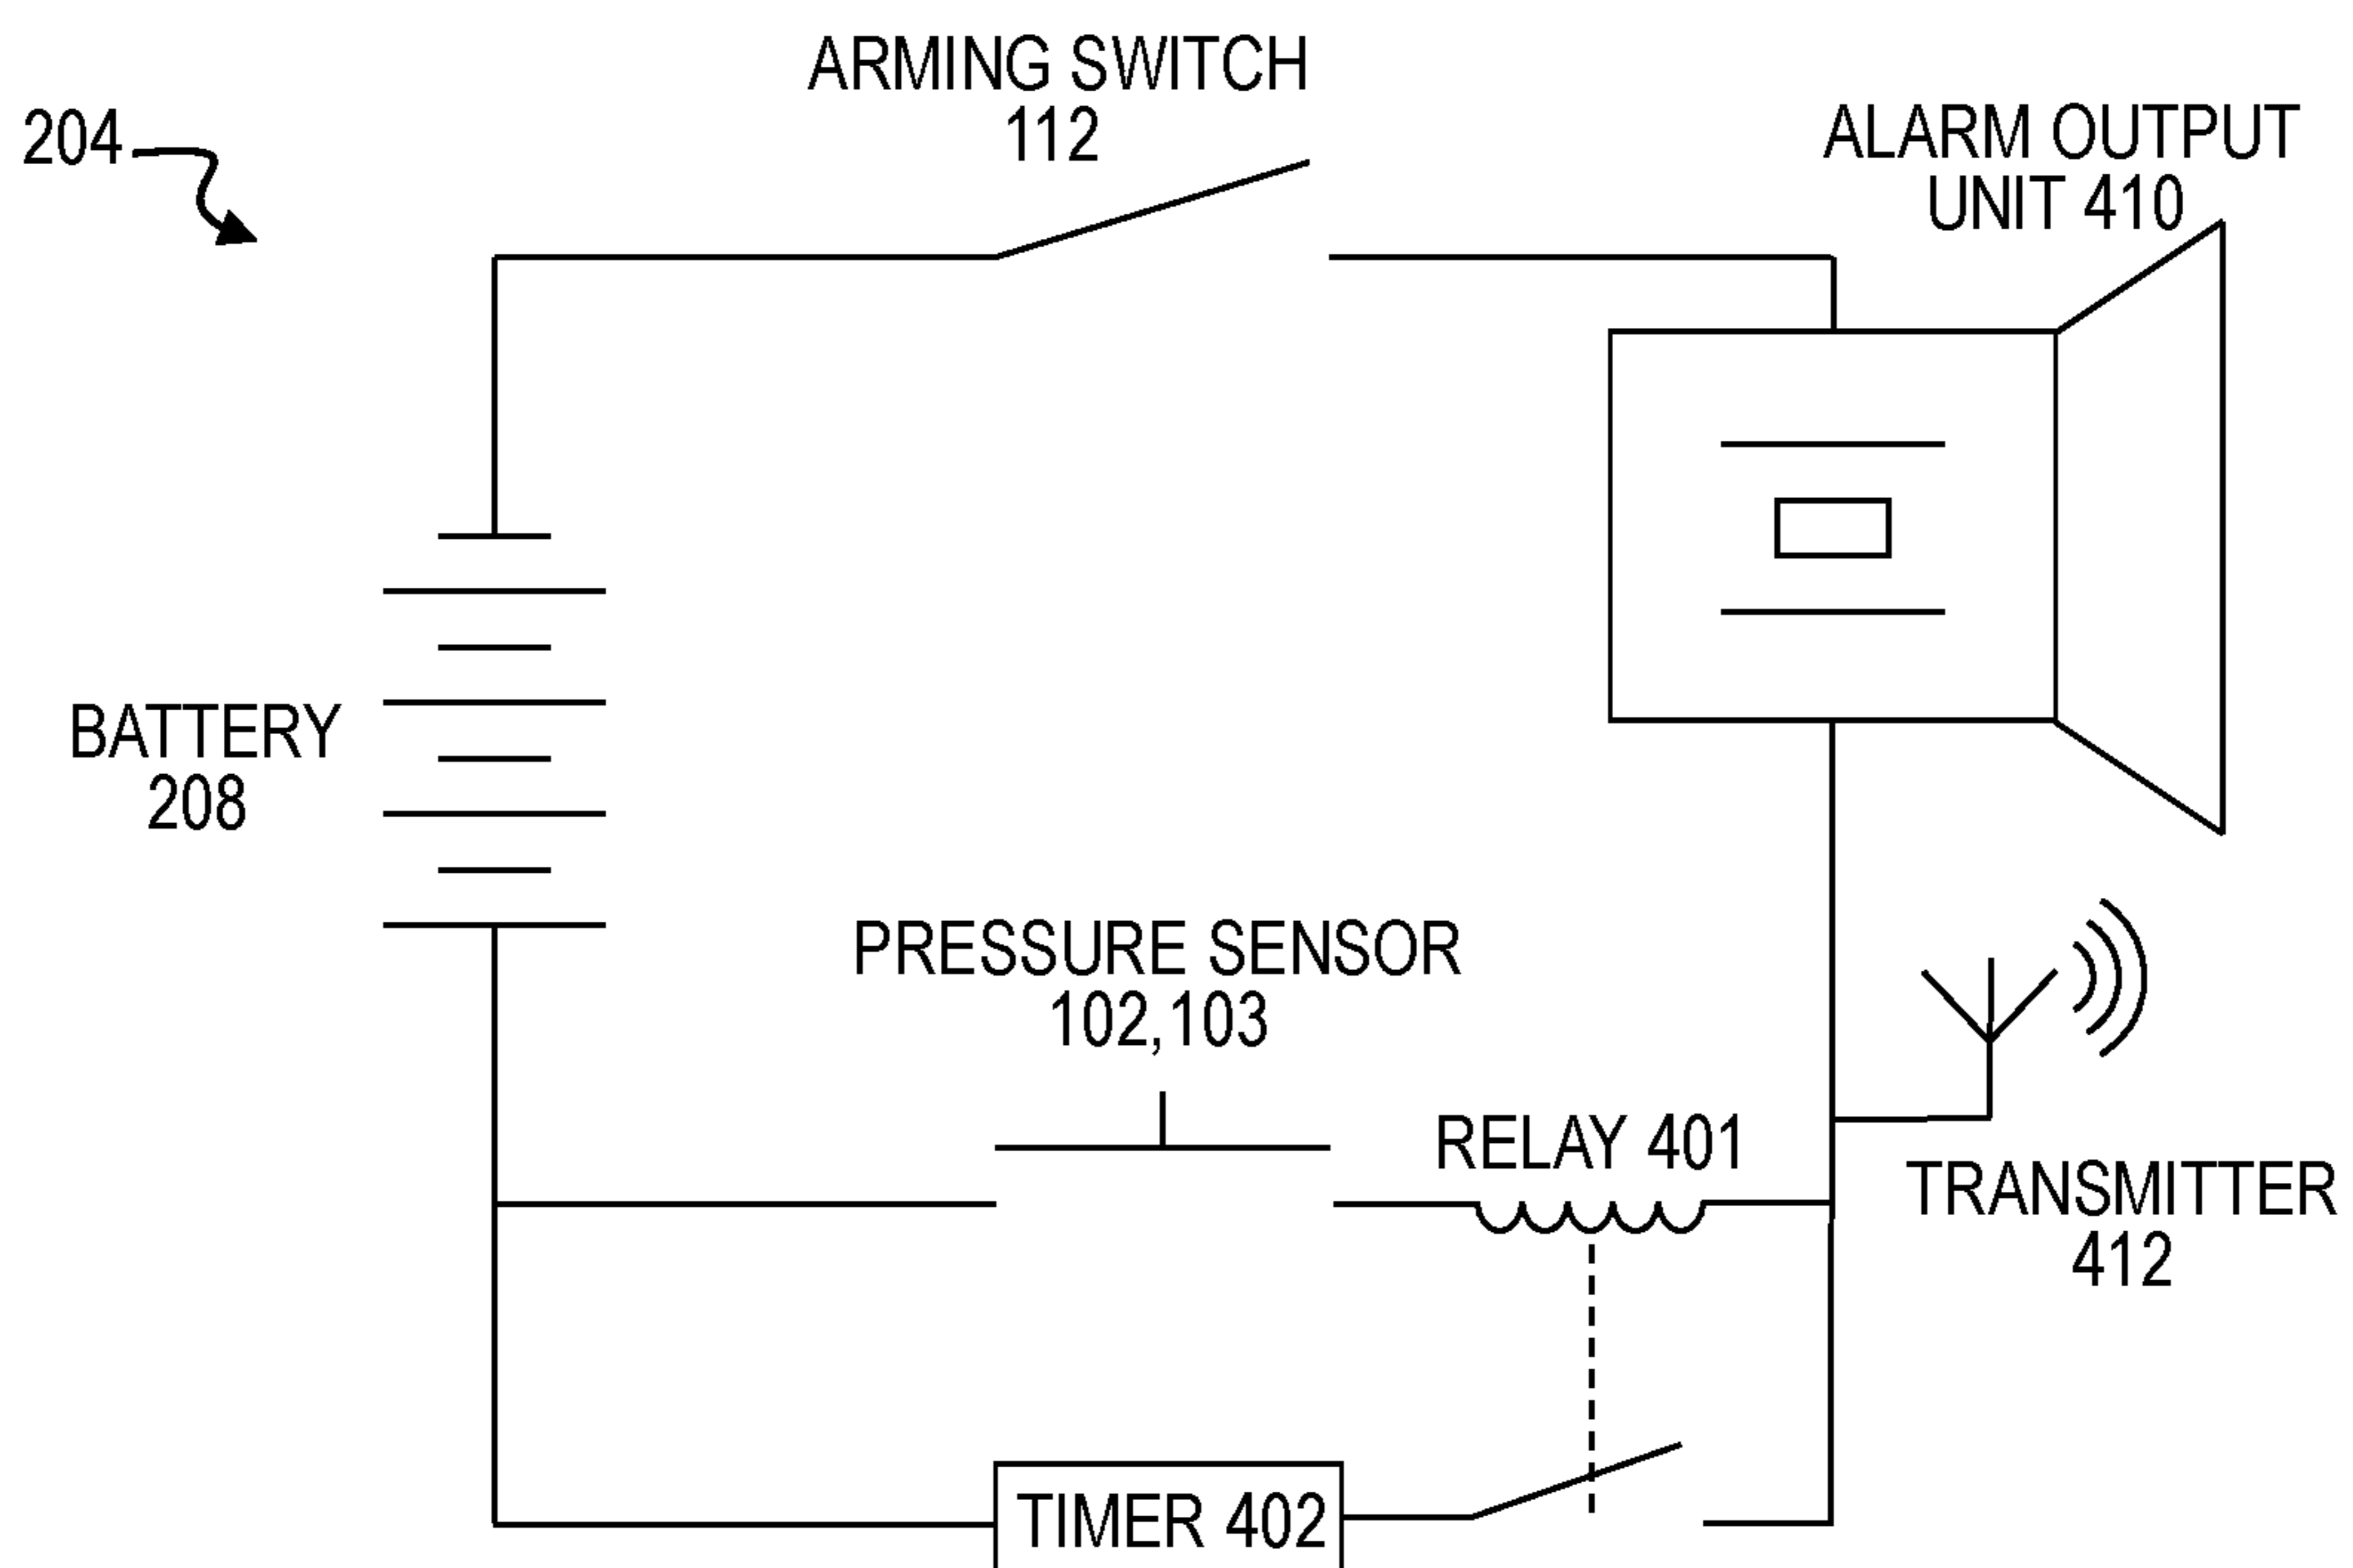 ARMING SWITCH
112
204
ALARM OUTPUT
UNIT 410
BATTERY
208
PRESSURE SENSOR
102,103
RELAY 401
TRANSMITTER
412
TIMER 402